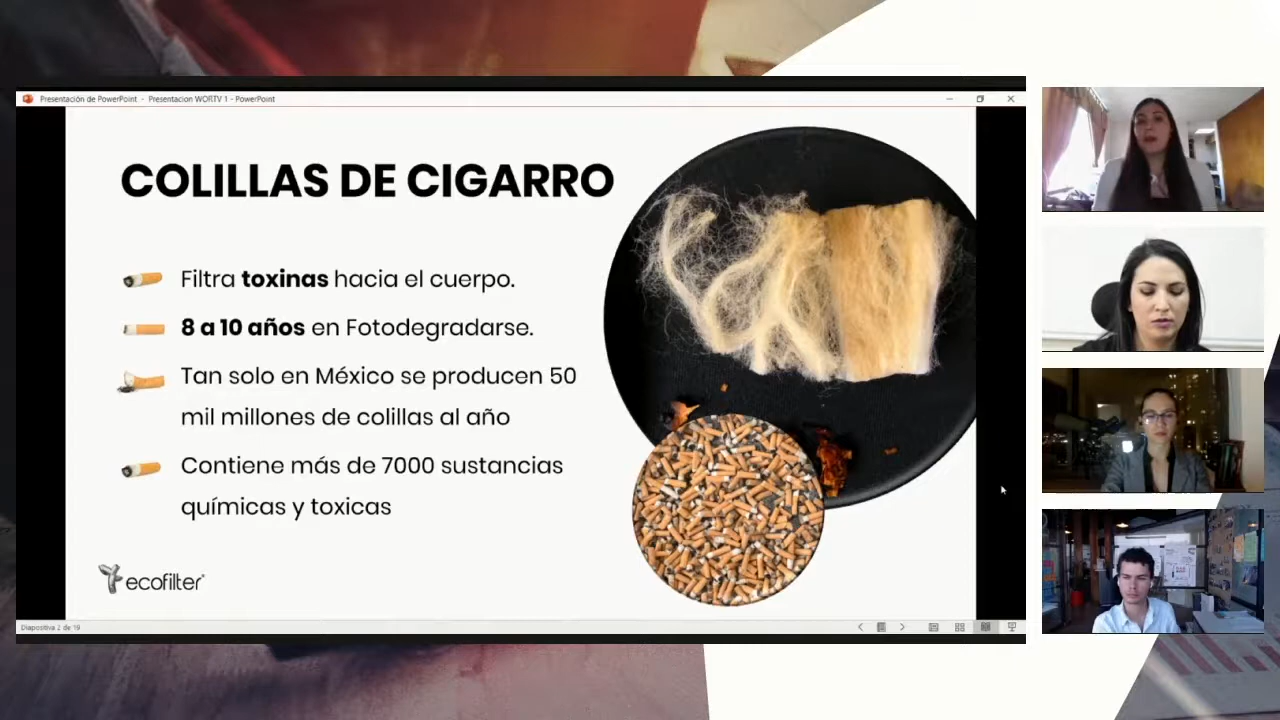 Presentación de PowerPoint - Presentacion WORTV 1 - PowerPoint
COLILLAS DE CIGARRO
Filtra toxinas hacia el cuerpo.
8 a 10 años en Fotodegradarse.
Tan solo en México se producen 50
mil millones de colillas al año
Contiene más de 7000 sustancias
químicas y toxicas
ecofilter®
Diapositiva 2 de 19